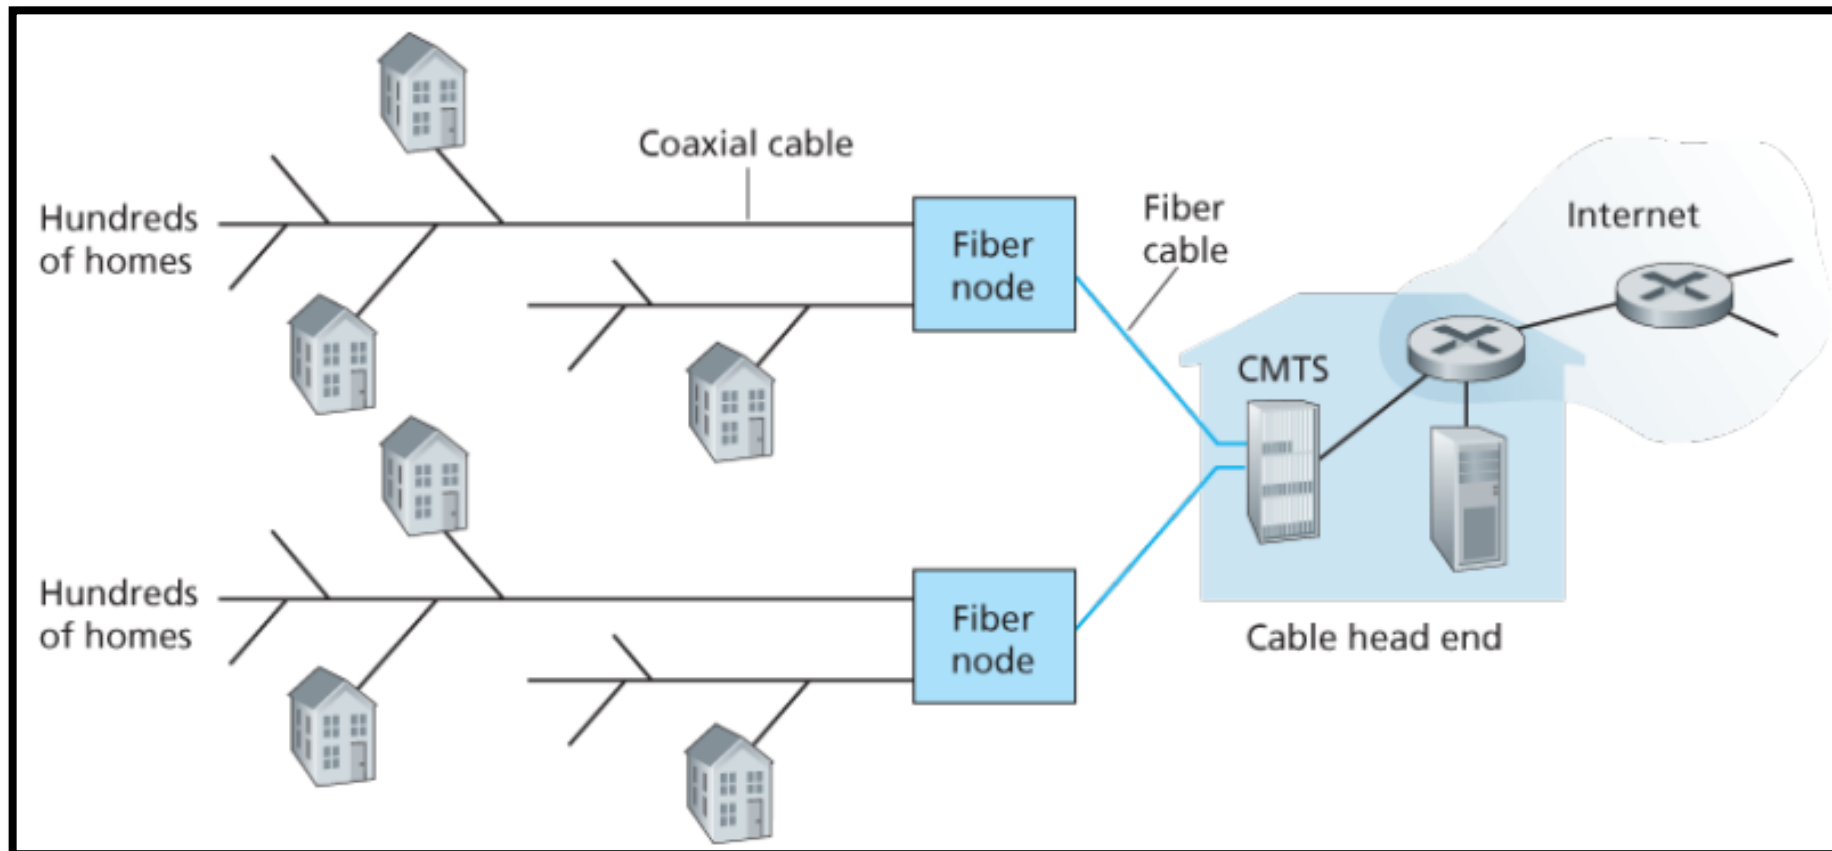 Coaxial cable
Hundreds
of homes
Fiber
node
Fiber
cable
Internet
CMTS
Hundreds
of homes
Fiber
node
Cable head end